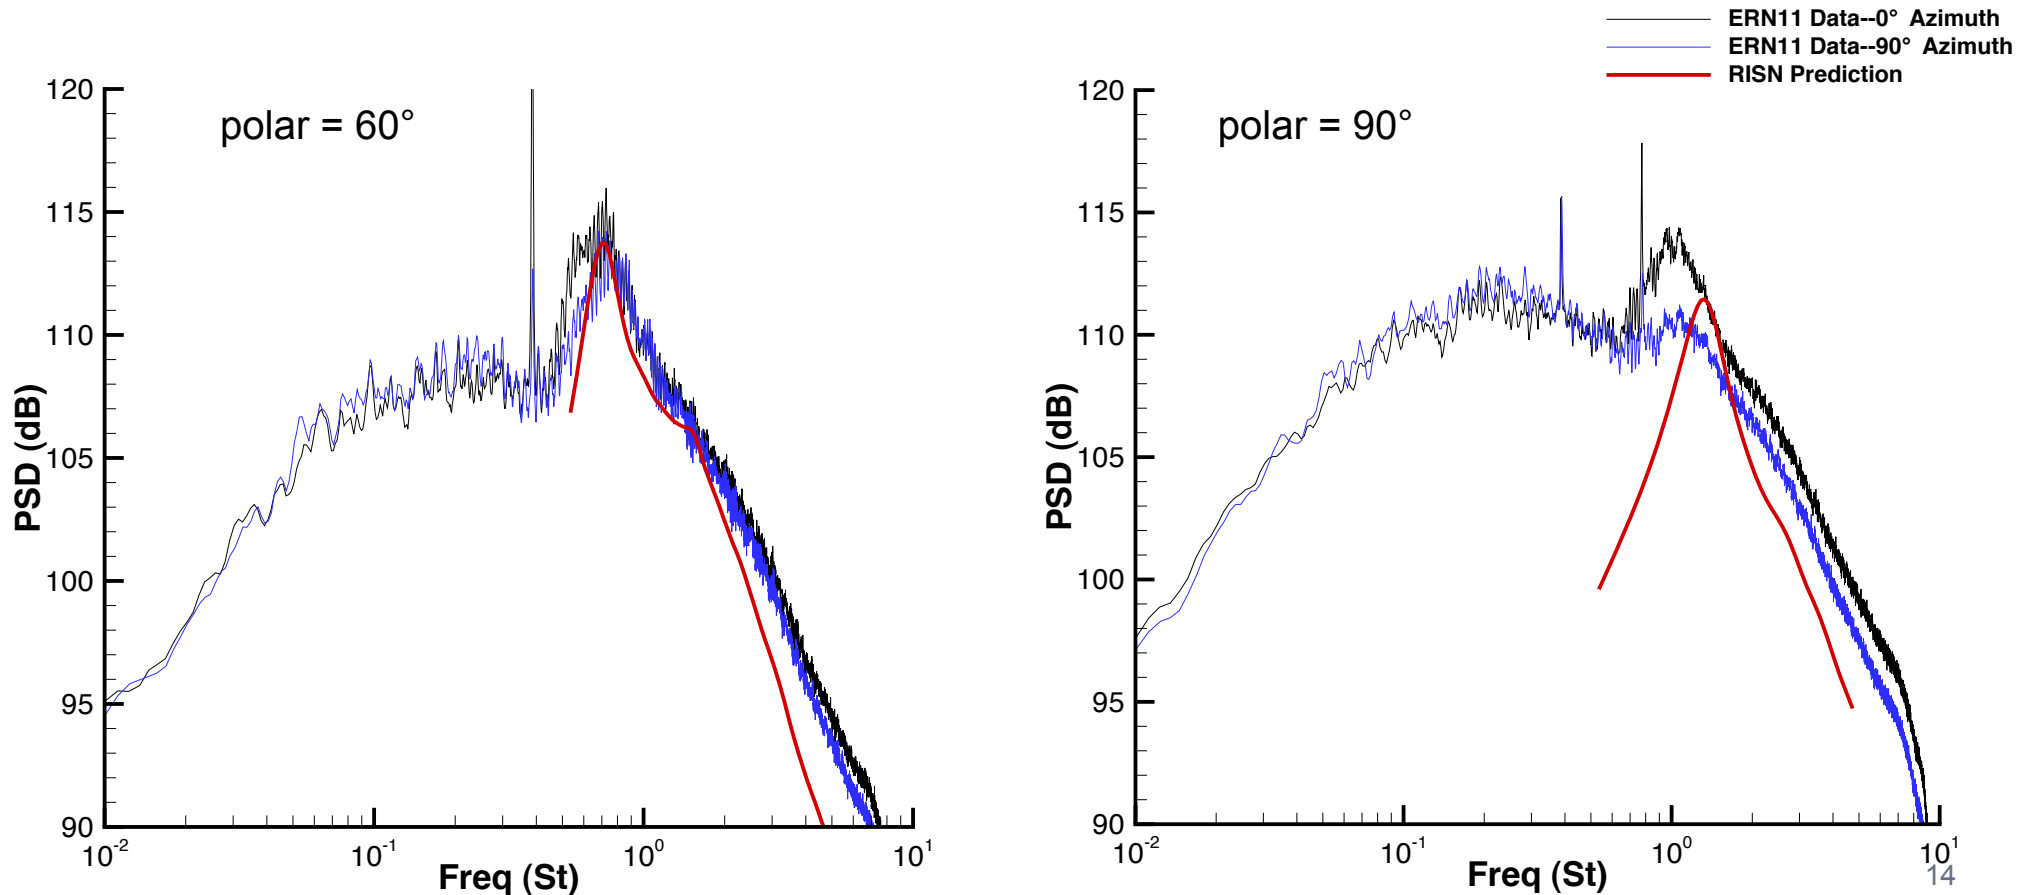 ERN11 Data--0° Azimuth
ERN11 Data--90° Azimuth
RISN Prediction
polar = 60°
120
115
110
105
100
95
90
PSD (dB)
10-2
10-1
100
101
Freq (St)
polar = 90°
120
115
110
105
100
95
90
PSD (dB)
10-2
10-1
100
101
Freq (St)
14